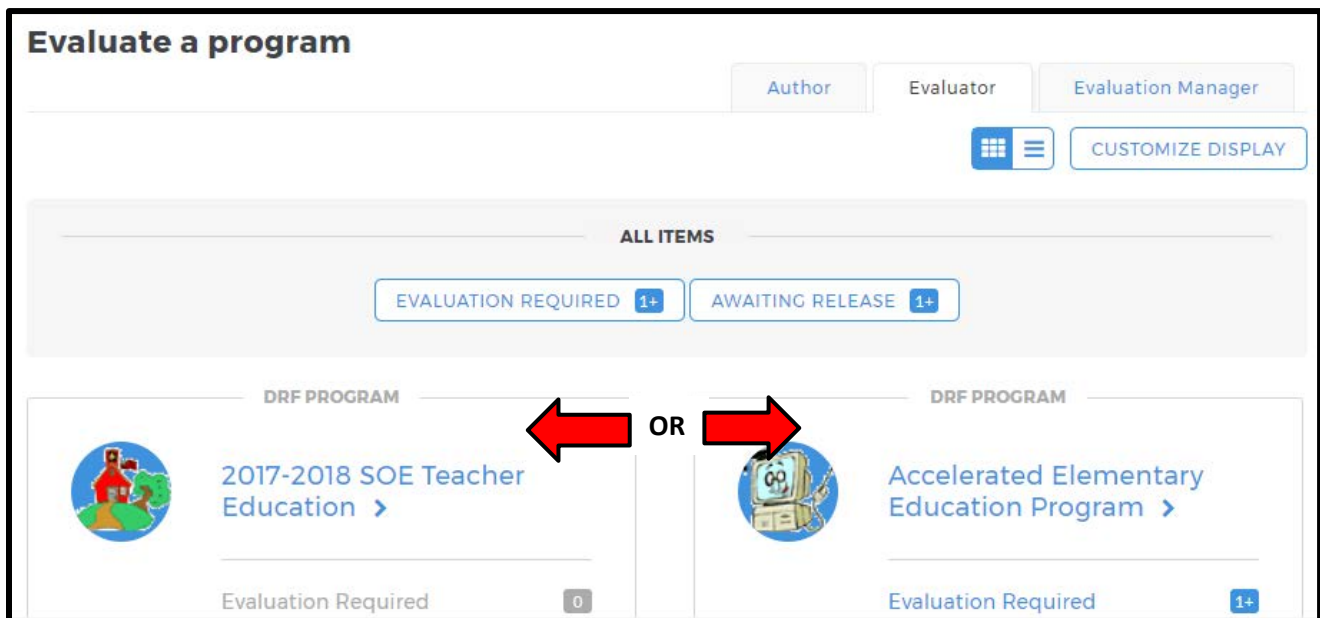 Evaluate a program
Author Evaluator Evaluation Manager
CUSTOMIZE DISPLAY
ALL ITEMS
EVALUATION REQUIRED 1+ AWAITING RELEASE 1+
DRF PROGRAM
2017-2018 SOE Teacher
Education >
Evaluation Required 0
OR
DRF PROGRAM
Accelerated Elementary
Education Program >
Evaluation Required 1+